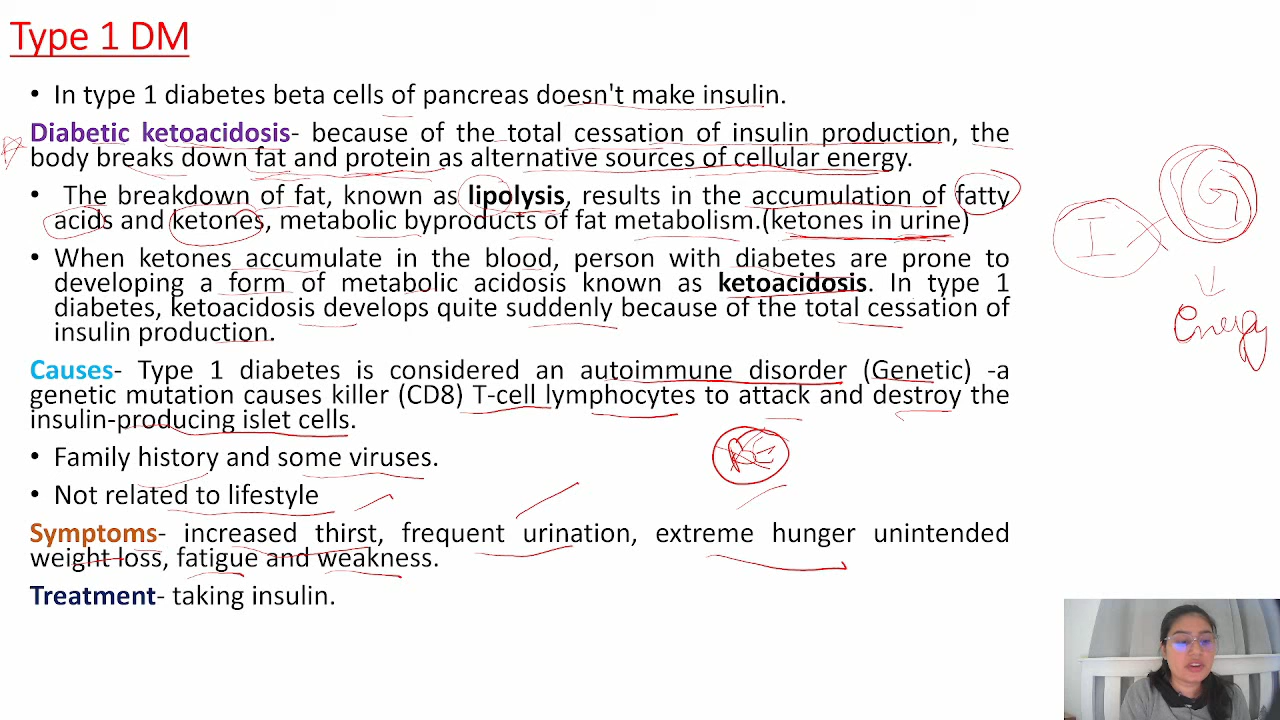 Type 1 DM
• In type 1 diabetes beta cells of pancreas doesn't make insulin.
Diabetic ketoacidosis- because of the total cessation of insulin production, the
body breaks down fat and protein as alternative sources of cellular energy.
• The breakdown of fat, known as lipolysis, results in the accumulation of fatty
acids and ketones, metabolic byproducts of fat metabolism.(ketones in urine)
• When ketones accumulate in the blood, person with diabetes are prone to
developing a form of metabolic acidosis known as ketoacidosis. In type 1
diabetes, ketoacidosis develops quite suddenly because of the total cessation of
insulin production.
Causes- Type 1 diabetes is considered an autoimmune disorder (Genetic) -a
genetic mutation causes killer (CD8) T-cell lymphocytes to attack and destroy the
insulin-producing islet cells.
• Family history and some viruses.
• Not related to lifestyle
Symptoms- increased thirst, frequent urination, extreme hunger unintended
weight loss, fatigue and weakness.
Treatment- taking insulin.
I
G
Energy